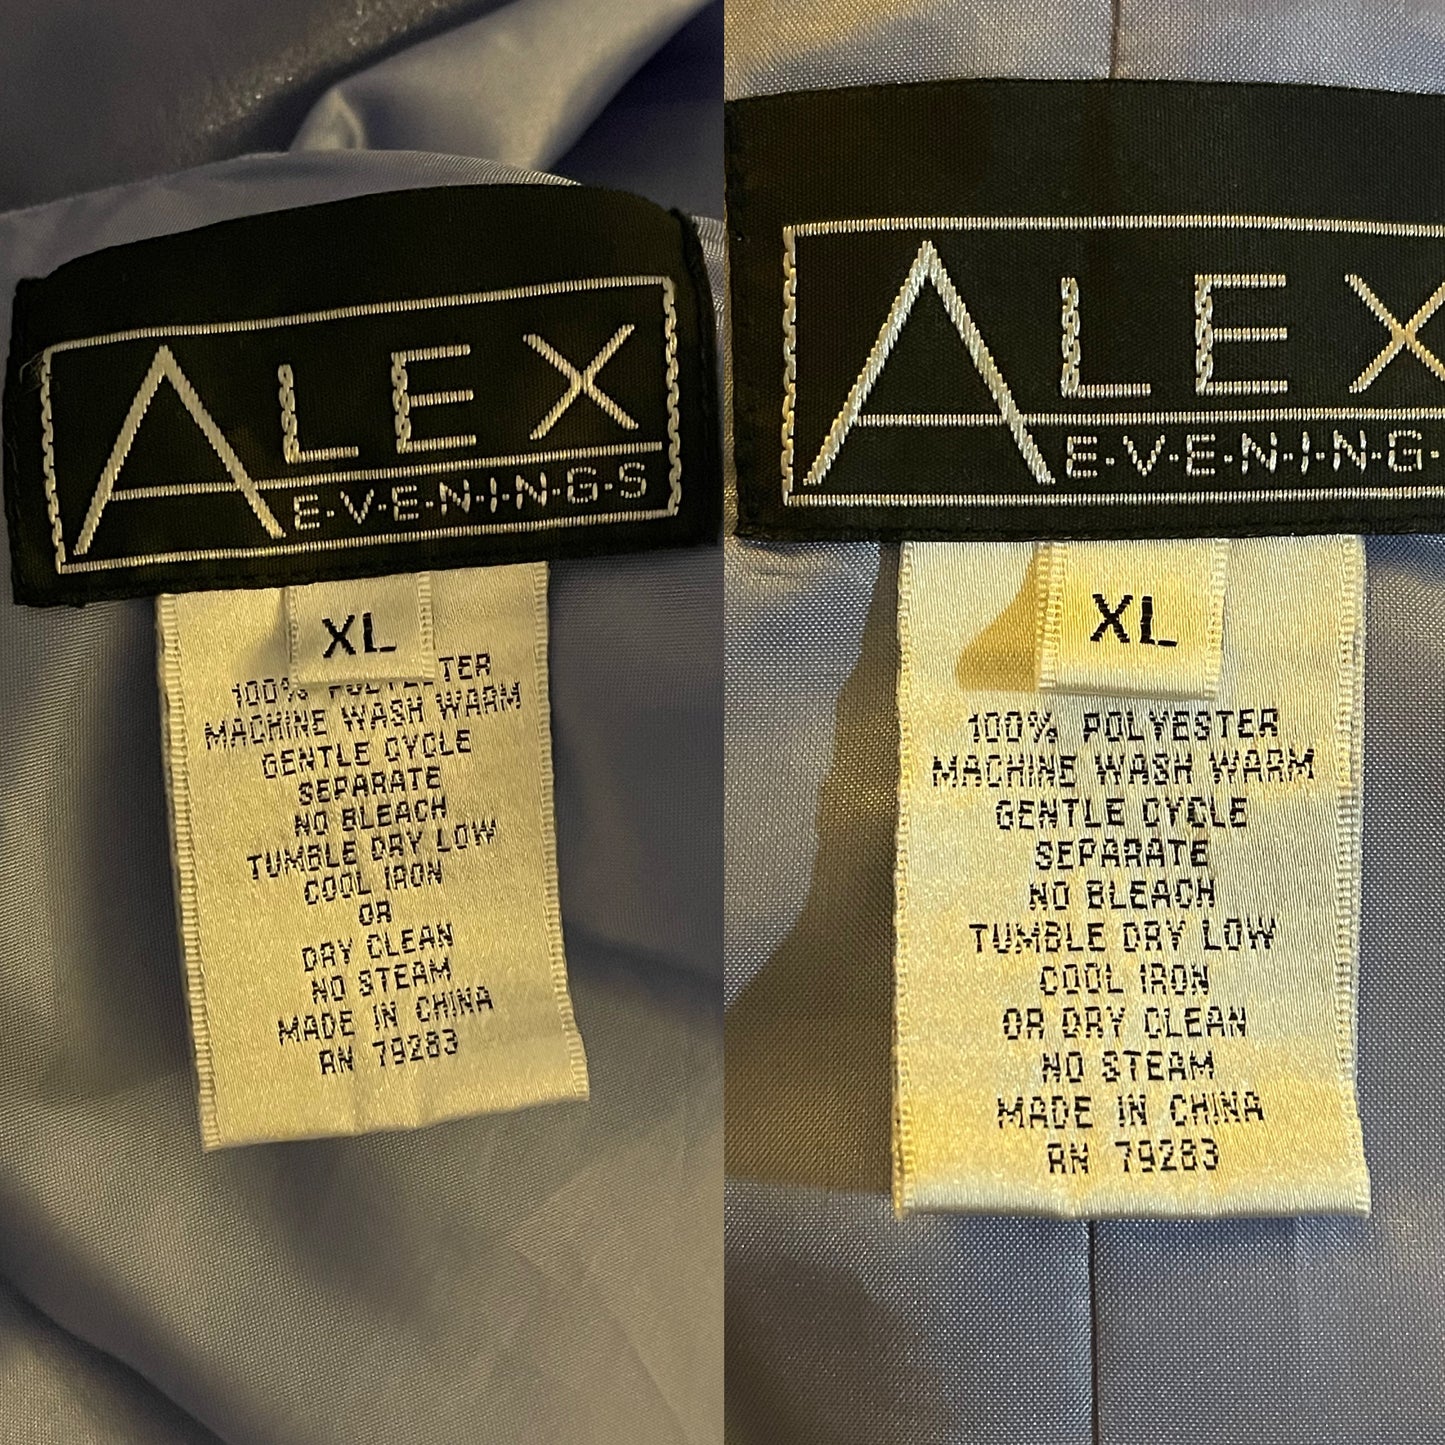 ALEX
E·V·E·N·I·N·G·S
XL
100% POLYESTER
MACHINE WASH WARM
GENTLE CYCLE
SEPARATE
NO BLEACH
TUMBLE DRY LOW
COOL IRON
OR
DRY CLEAN
NO STEAM
MADE IN CHINA
RN 79283
ALEX
E·V·E·N·I·N·G·
XL
100% POLYESTER
MACHINE WASH WARM
GENTLE CYCLE
SEPARATE
NO BLEACH
TUMBLE DRY LOW
COOL IRON
OR DRY CLEAN
NO STEAM
MADE IN CHINA
RN 79283